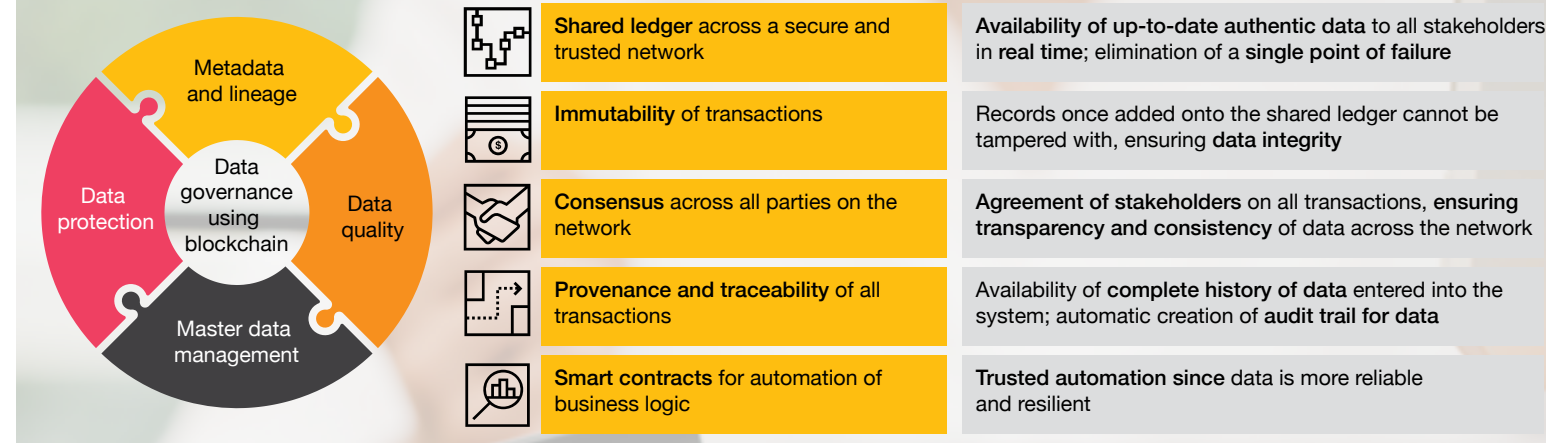 Metadata
and lineage
Data
protection
Data
governance
using
blockchain
Data
quality
Master data
management
Shared ledger across a secure and
trusted network
Availability of up-to-date authentic data to all stakeholders
in real time; elimination of a single point of failure
Immutability of transactions
Records once added onto the shared ledger cannot be
tampered with, ensuring data integrity
$
Consensus across all parties on the
network
Agreement of stakeholders on all transactions, ensuring
transparency and consistency of data across the network
Provenance and traceability of all
transactions
Availability of complete history of data entered into the
system; automatic creation of audit trail for data
Smart contracts for automation of
business logic
Trusted automation since data is more reliable
and resilient